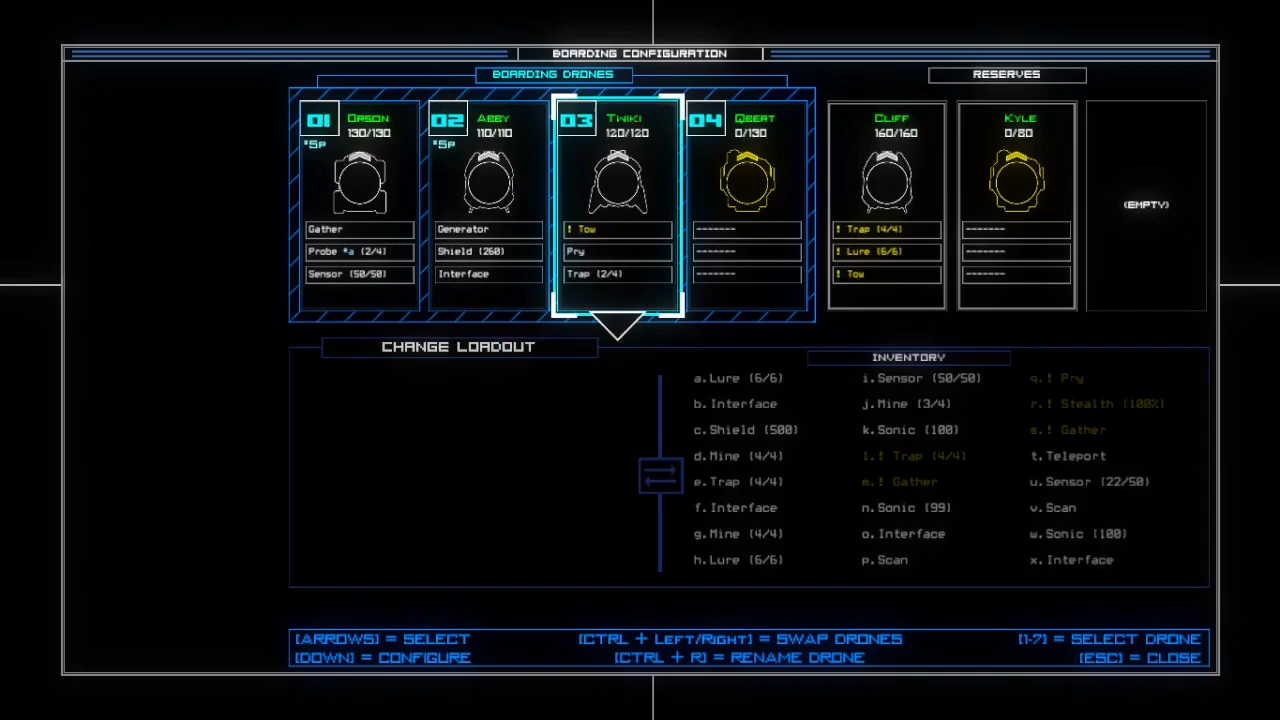 BOARDING CONFIGURATION
BOARDING DRONES
RESERVES
01 ORSON 130/130
*5P
Gather
Probe *a (2/4)
Sensor (50/50)
02 ABBY 110/110
*5P
Generator
Shield (260)
Interface
03 TWIKI 120/120
! Tow
Pry
Trap (2/4)
04 QBERT 0/130
-------
-------
-------
CLIFF 160/160
! Trap (4/4)
! Lure (6/6)
! Tow
KYLE 0/80
-------
-------
-------
(EMPTY)
CHANGE LOADOUT
INVENTORY
a.Lure (6/6)
b.Interface
c.Shield (500)
d.Mine (4/4)
e.Trap (4/4)
f.Interface
g.Mine (4/4)
h.Lure (6/6)
i.Sensor (50/50)
j.Mine (3/4)
k.Sonic (100)
l.! Trap (4/4)
m.! Gather
n.Sonic (99)
o.Interface
p.Scan
q.! Pry
r.! Stealth (100%)
s.! Gather
t.Teleport
u.Sensor (22/50)
v.Scan
w.Sonic (100)
x.Interface
[ARROWS] = SELECT
[CTRL + LEFT/RIGHT] = SWAP DRONES
[1-7] = SELECT DRONE
[DOWN] = CONFIGURE
[CTRL + R] = RENAME DRONE
[ESC] = CLOSE